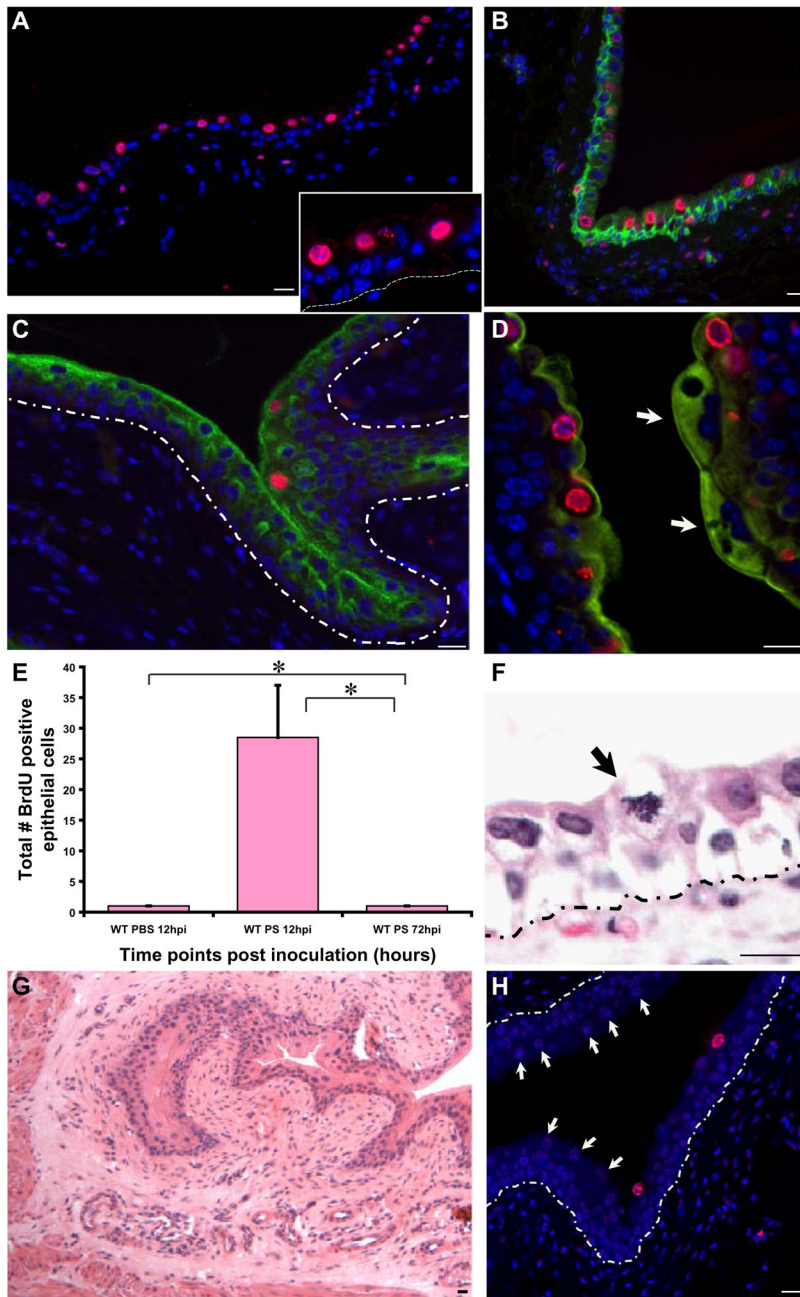 A
B
C
D
E
40
35
30
25
20
15
10
5
0
Total # BrdU positive
epithelial cells
*
*
WT PBS 12hpi
WT PS 12hpi
WT PS 72hpi
Time points post inoculation (hours)
F
G
H